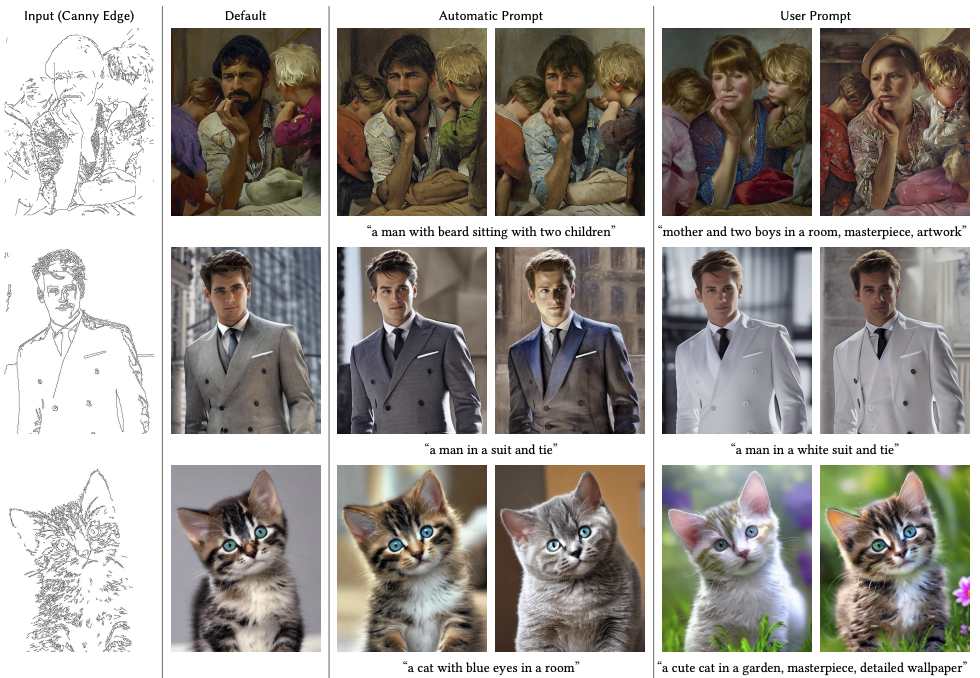 Input (Canny Edge)
Default
Automatic Prompt
User Prompt
“a man with beard sitting with two children”
“mother and two boys in a room, masterpiece, artwork”
“a man in a suit and tie”
“a man in a white suit and tie”
“a cat with blue eyes in a room”
“a cute cat in a garden, masterpiece, detailed wallpaper”